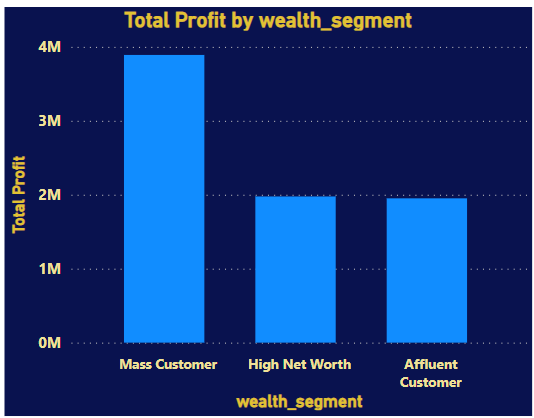 Total Profit by wealth_segment
4M
3M
2M
1M
0M
Total Profit
Mass Customer
High Net Worth
Affluent
Customer
wealth_segment